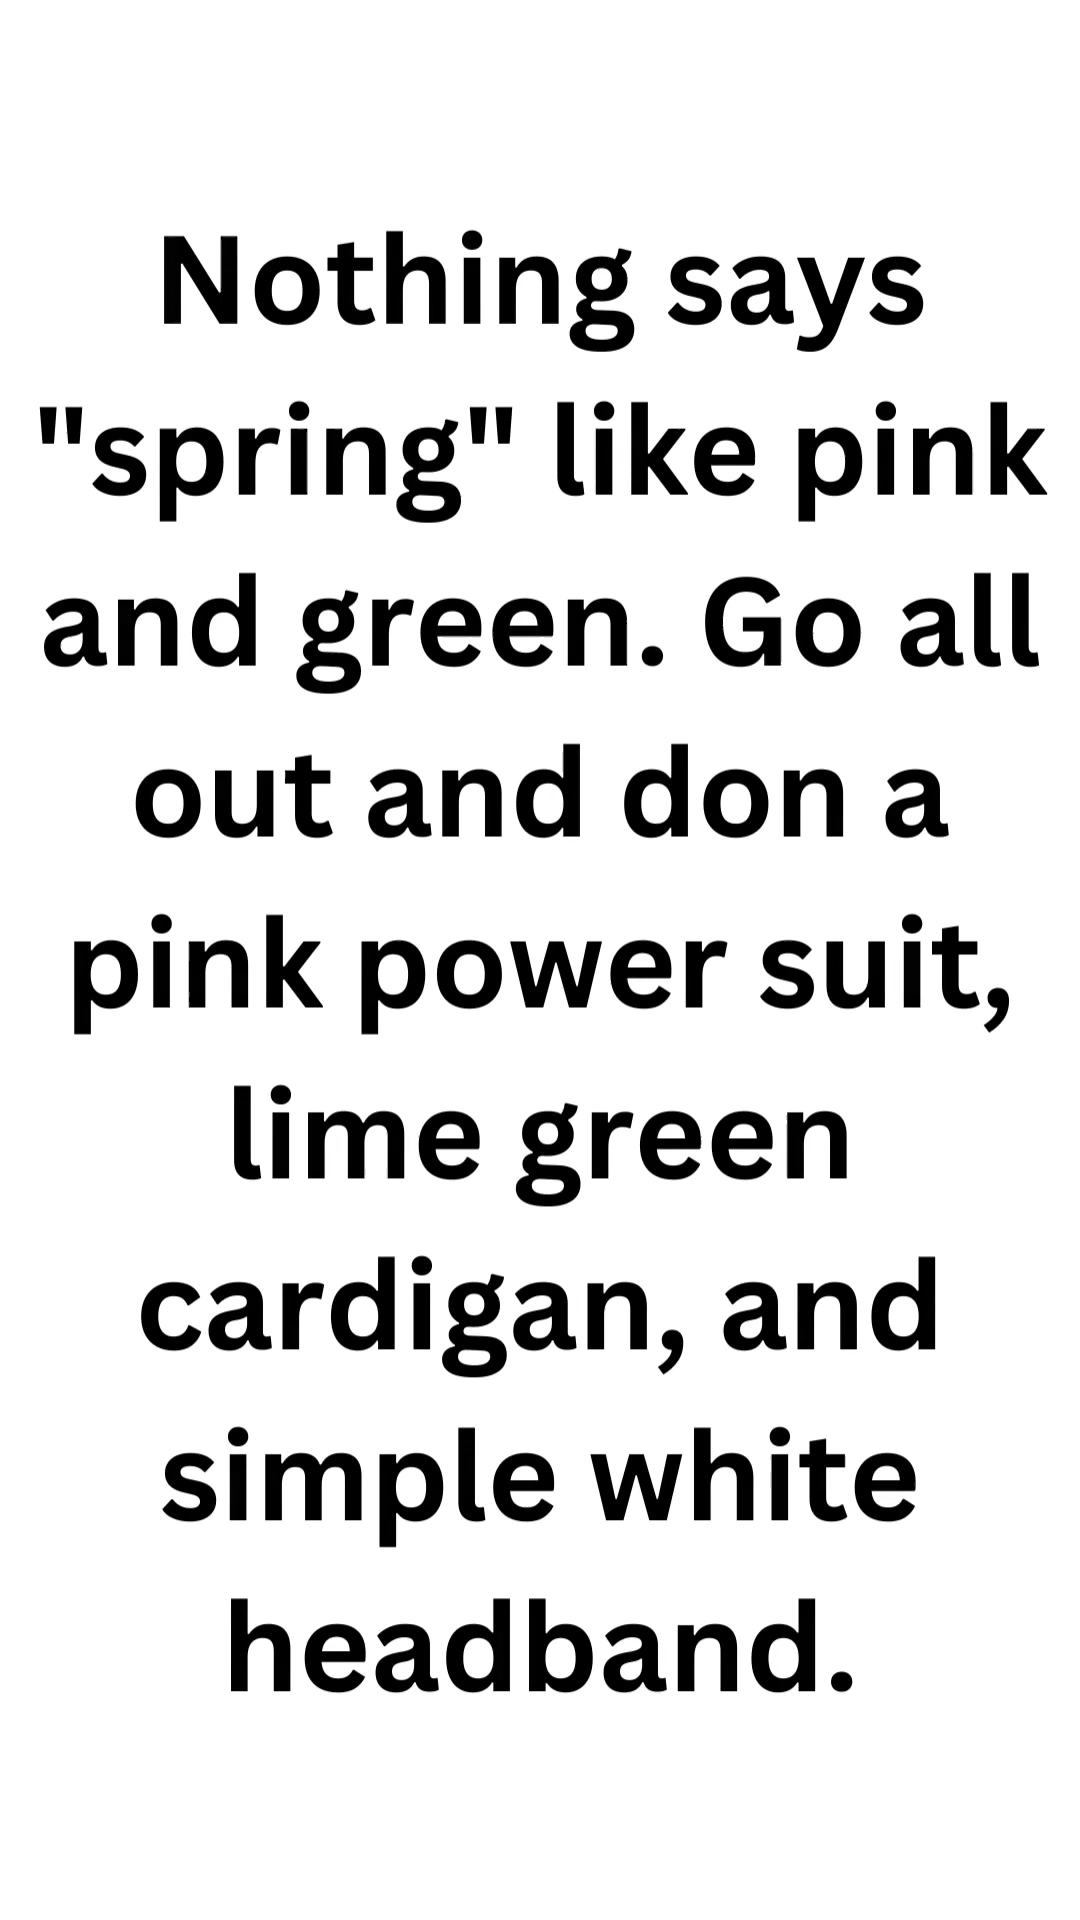 Nothing says
"spring" like pink
and green. Go all
out and don a
pink power suit,
lime green
cardigan, and
simple white
headband.